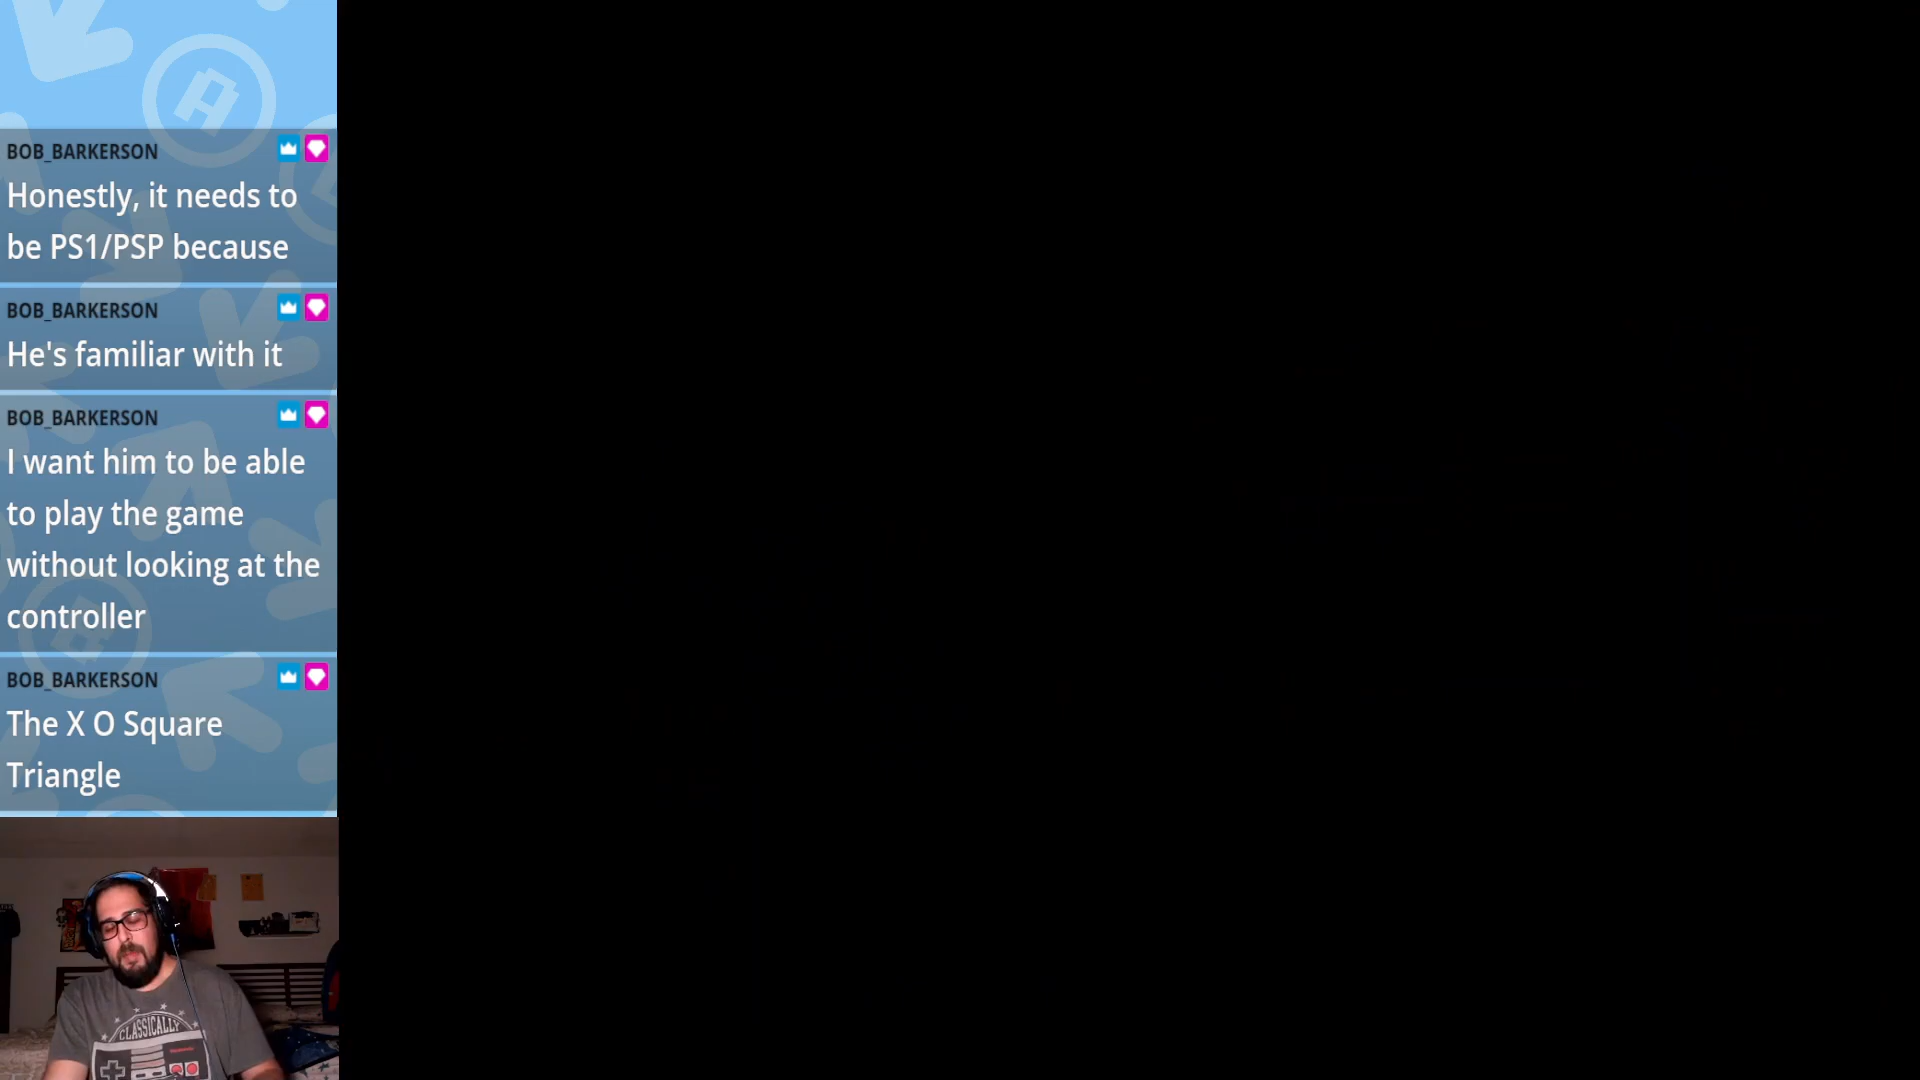 BOB_BARKERSON
Honestly, it needs to
be PS1/PSP because
BOB_BARKERSON
He's familiar with it
BOB_BARKERSON
I want him to be able
to play the game
without looking at the
controller
BOB_BARKERSON
The X O Square
Triangle
CLASSICALLY